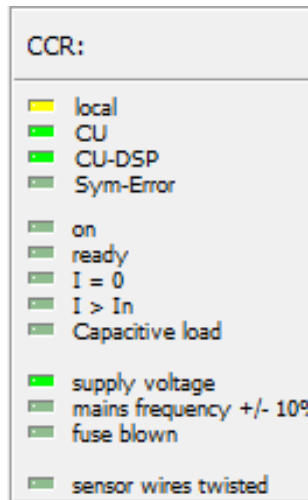 CCR:
local
CU
CU-DSP
Sym-Error
on
ready
I = 0
I > In
Capacitive load
supply voltage
mains frequency +/- 10%
fuse blown
sensor wires twisted